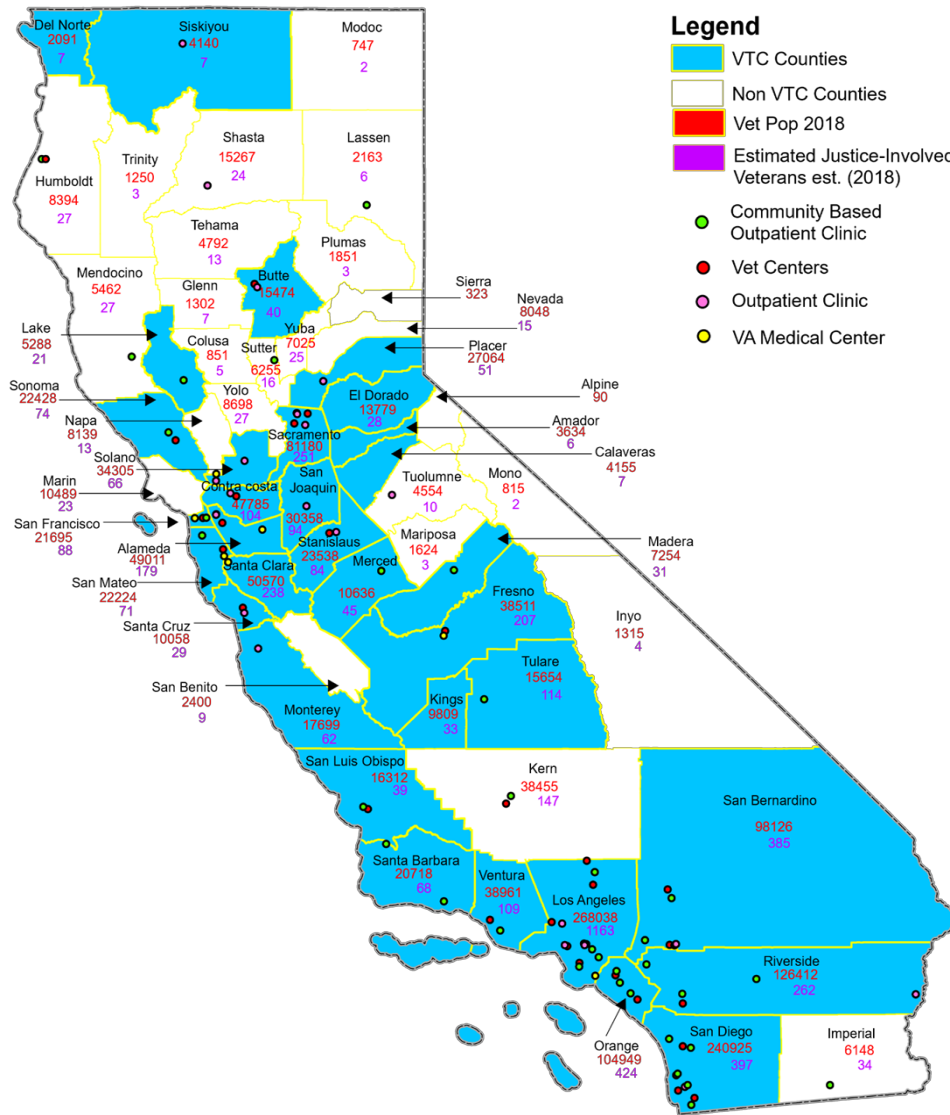 Legend
VTC Counties
Non VTC Counties
Vet Pop 2018
Estimated Justice-Involved
Veterans est. (2018)
Community Based
Outpatient Clinic
Vet Centers
Outpatient Clinic
VA Medical Center
Del Norte
2091
7
Siskiyou
4140
7
Modoc
747
2
Humboldt
8394
27
Trinity
1250
3
Shasta
15267
24
Lassen
2163
6
Tehama
4792
13
Plumas
1851
3
Mendocino
5462
27
Glenn
1302
7
Butte
15474
40
Sierra
323
Nevada
8048
15
Lake
5288
21
Colusa
851
5
Sutter
6255
16
Yuba
7025
25
Placer
27064
51
Sonoma
22428
74
Napa
8139
13
Yolo
8698
27
El Dorado
13779
28
Alpine
90
Amador
3634
6
Sacramento
81180
251
Calaveras
4155
7
Solano
34305
66
Marin
10489
23
Contra costa
47785
104
San
Joaquin
30358
94
Tuolumne
4554
10
Mono
815
2
San Francisco
21695
88
Alameda
49011
179
Stanislaus
23538
84
Mariposa
1624
3
Madera
7254
31
San Mateo
22224
71
Santa Clara
50570
238
Merced
10636
45
Fresno
38511
207
Inyo
1315
4
Santa Cruz
10058
29
San Benito
2400
9
Monterey
17699
62
Kings
9809
33
Tulare
15654
114
San Luis Obispo
16312
39
Kern
38455
147
San Bernardino
98126
385
Santa Barbara
20718
68
Ventura
38961
109
Los Angeles
268038
1163
Riverside
126412
262
Orange
104949
424
San Diego
240925
397
Imperial
6148
34